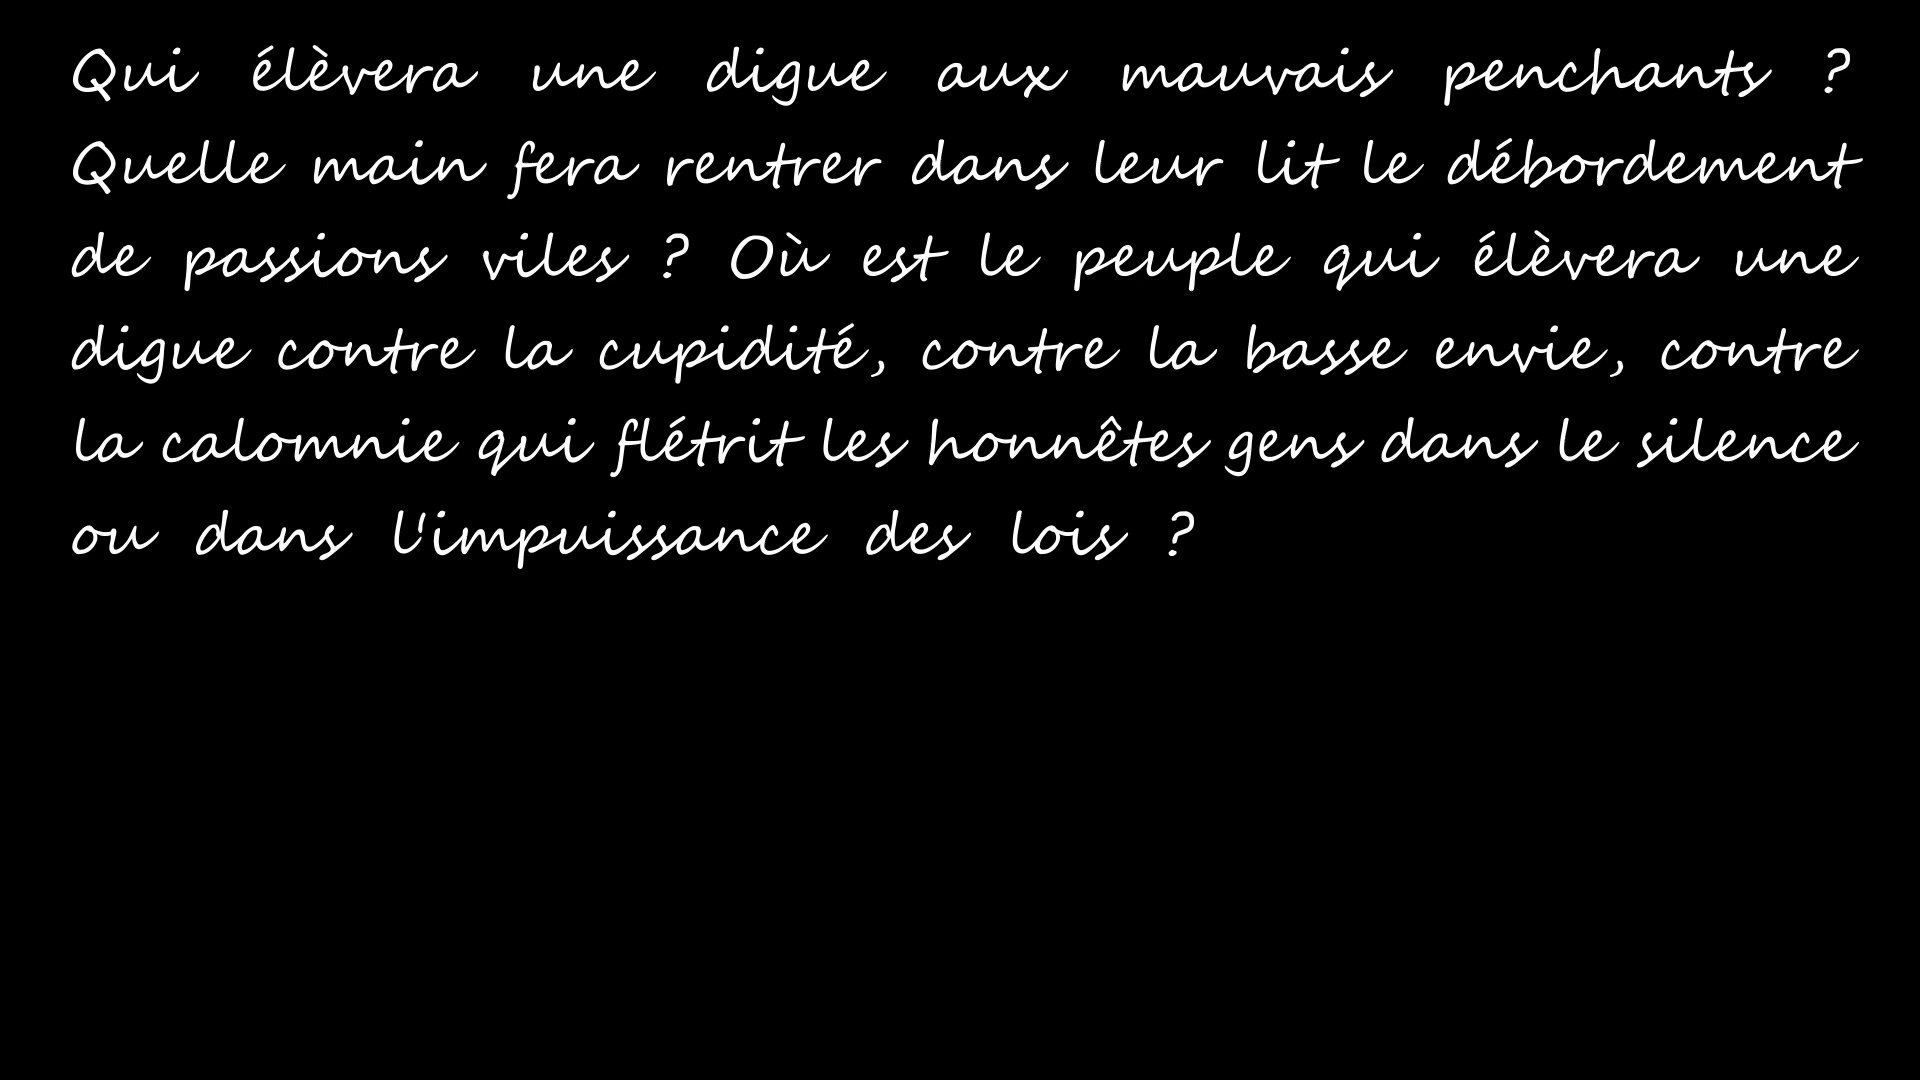 Qui élèvera une digue aux mauvais penchants ?
Quelle main fera rentrer dans leur lit le débordement
de passions viles ? Où est le peuple qui élèvera une
digue contre la cupidité, contre la basse envie, contre
la calomnie qui flétrit les honnêtes gens dans le silence
ou dans l'impuissance des lois ?